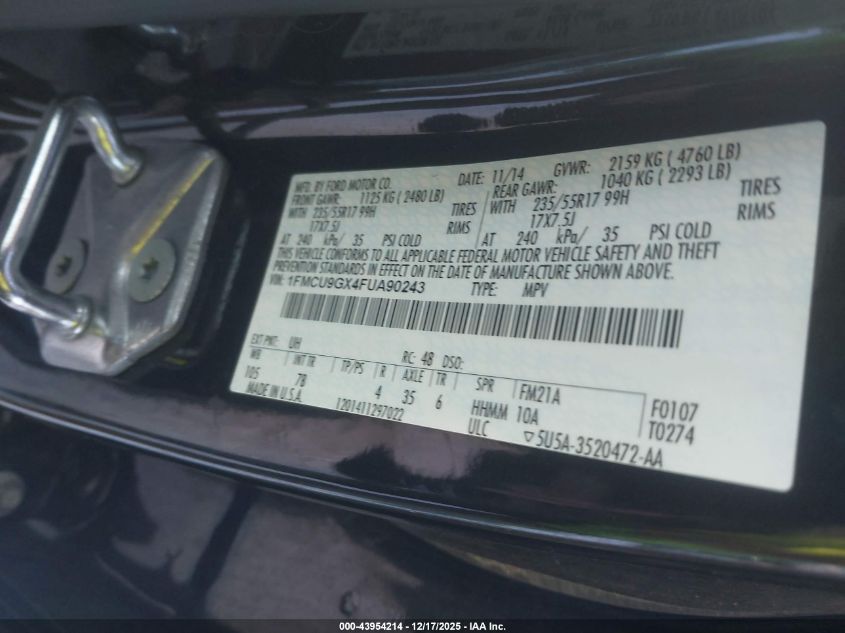 MFD. BY FORD MOTOR CO.
DATE: 11/14
GVWR: 2159 KG ( 4760 LB)
FRONT GAWR: 1125 KG ( 2480 LB)
REAR GAWR: 1040 KG ( 2293 LB)
WITH 235/55R17 99H TIRES
WITH 235/55R17 99H TIRES
17X7.5J RIMS
17X7.5J RIMS
AT 240 kPa/ 35 PSI COLD
AT 240 kPa/ 35 PSI COLD
THIS VEHICLE CONFORMS TO ALL APPLICABLE FEDERAL MOTOR VEHICLE SAFETY AND THEFT
PREVENTION STANDARDS IN EFFECT ON THE DATE OF MANUFACTURE SHOWN ABOVE.
VIN: 1FMCU9GX4FUA90243 TYPE: MPV
EXT PNT: UH RC: 48 DSO:
WB INT TR TP/PS R AXLE TR SPR FM21A
105 7B 4 35 6 HHMM 10A F0107
MADE IN U.S.A. 1201411297022 ULC T0274
5U5A-3520472-AA
000-43954214 - 12/17/2025 - IAA Inc.